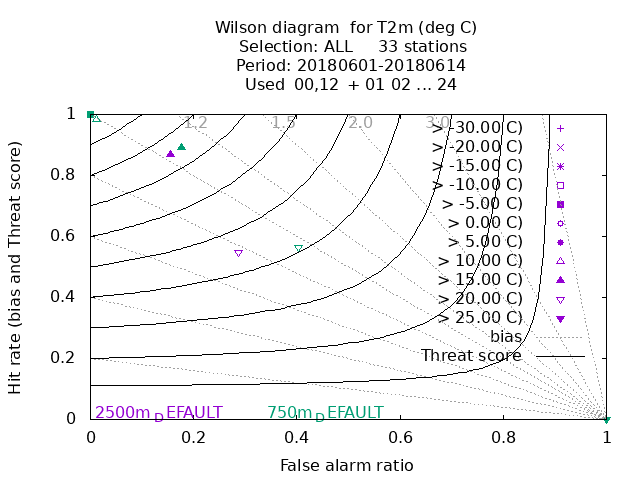 Wilson diagram for T2m (deg C)
Selection: ALL 33 stations
Period: 20180601-20180614
Used 00,12 + 01 02 ... 24
Hit rate (bias and Threat score)
1
0.8
0.6
0.4
0.2
0
1.2 1.5 2.0 3.0
> -30.00 C)
> -20.00 C)
> -15.00 C)
> -10.00 C)
> -5.00 C)
> 0.00 C)
> 5.00 C)
> 10.00 C)
> 15.00 C)
> 20.00 C)
> 25.00 C)
bias
Threat score
2500m_DEFAULT 750m_DEFAULT
0 0.2 0.4 0.6 0.8 1
False alarm ratio